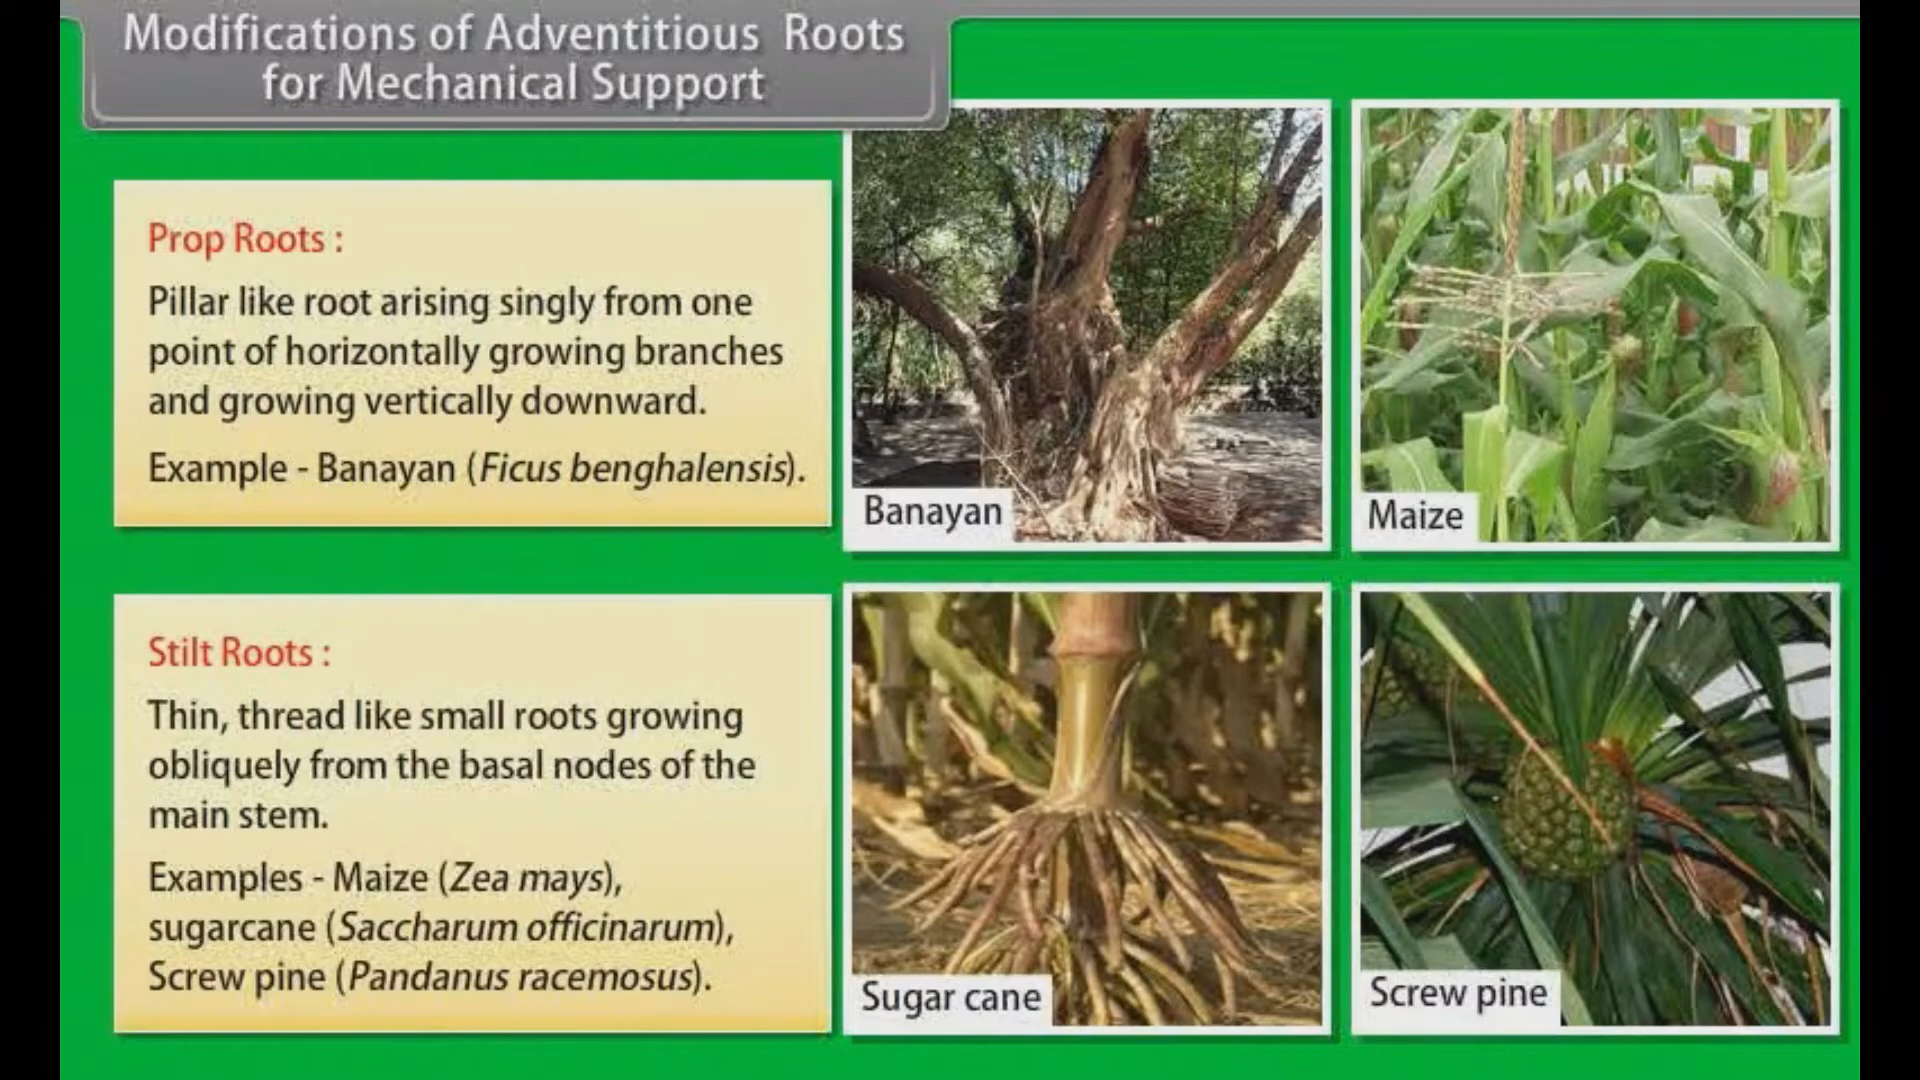 Modifications of Adventitious Roots
for Mechanical Support
Prop Roots :
Pillar like root arising singly from one
point of horizontally growing branches
and growing vertically downward.
Example - Banayan (Ficus benghalensis).
Banayan
Maize
Stilt Roots :
Thin, thread like small roots growing
obliquely from the basal nodes of the
main stem.
Examples - Maize (Zea mays),
sugarcane (Saccharum officinarum),
Screw pine (Pandanus racemosus).
Sugar cane
Screw pine